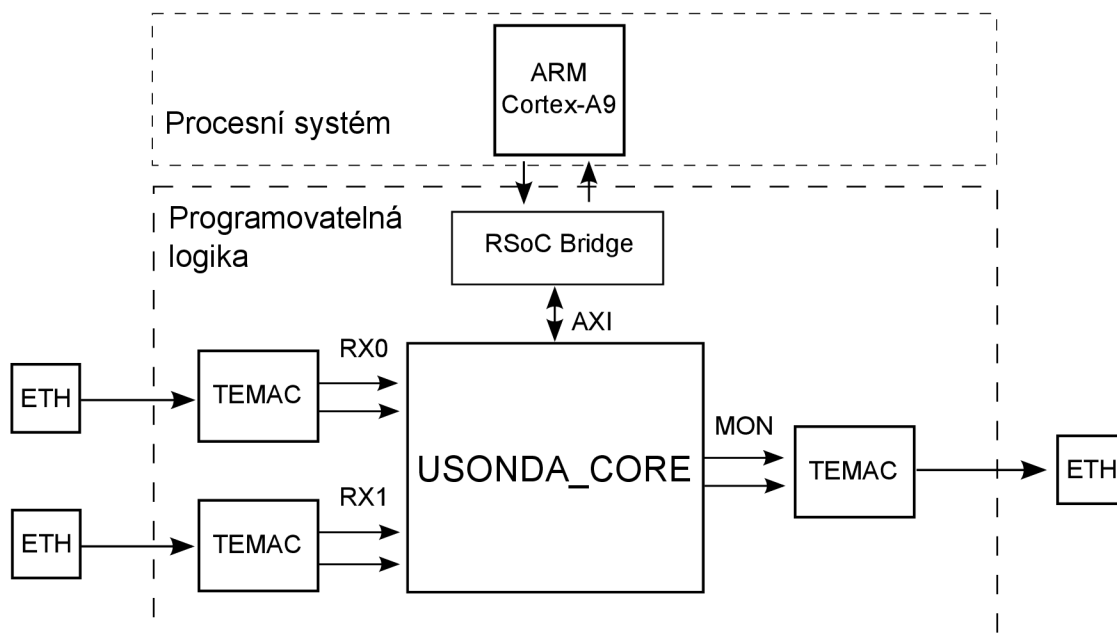 ARM
Cortex-A9
Procesní systém
Programovatelná
logika
RSoC Bridge
AXI
RX0
ETH
TEMAC
MON
USONDA_CORE
TEMAC
ETH
RX1
ETH
TEMAC